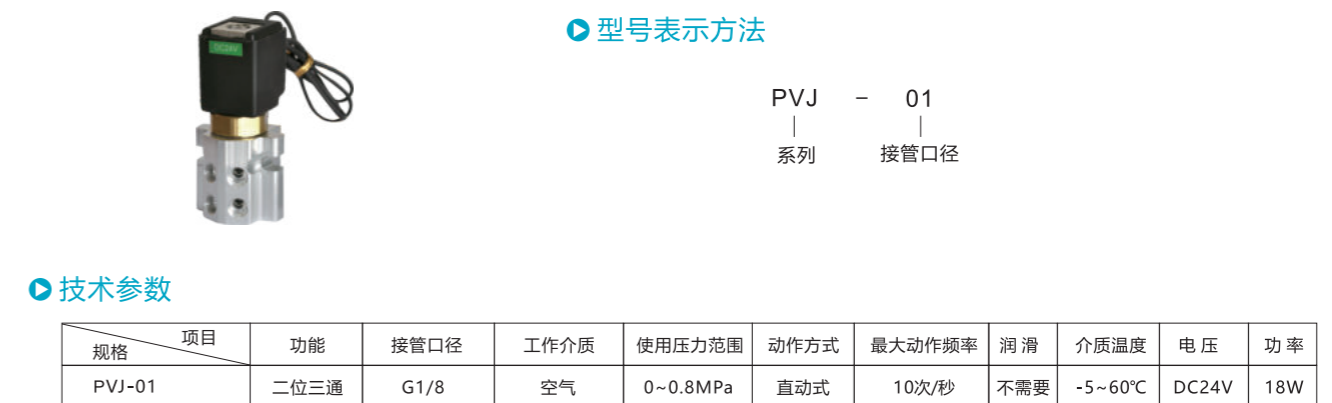 DC24V
型号表示方法
PVJ – 01
系列 接管口径
技术参数
项目
规格 功能 接管口径 工作介质 使用压力范围 动作方式 最大动作频率 润滑 介质温度 电压 功率
PVJ-01 二位三通 G1/8 空气 0~0.8MPa 直动式 10次/秒 不需要 -5~60℃ DC24V 18W